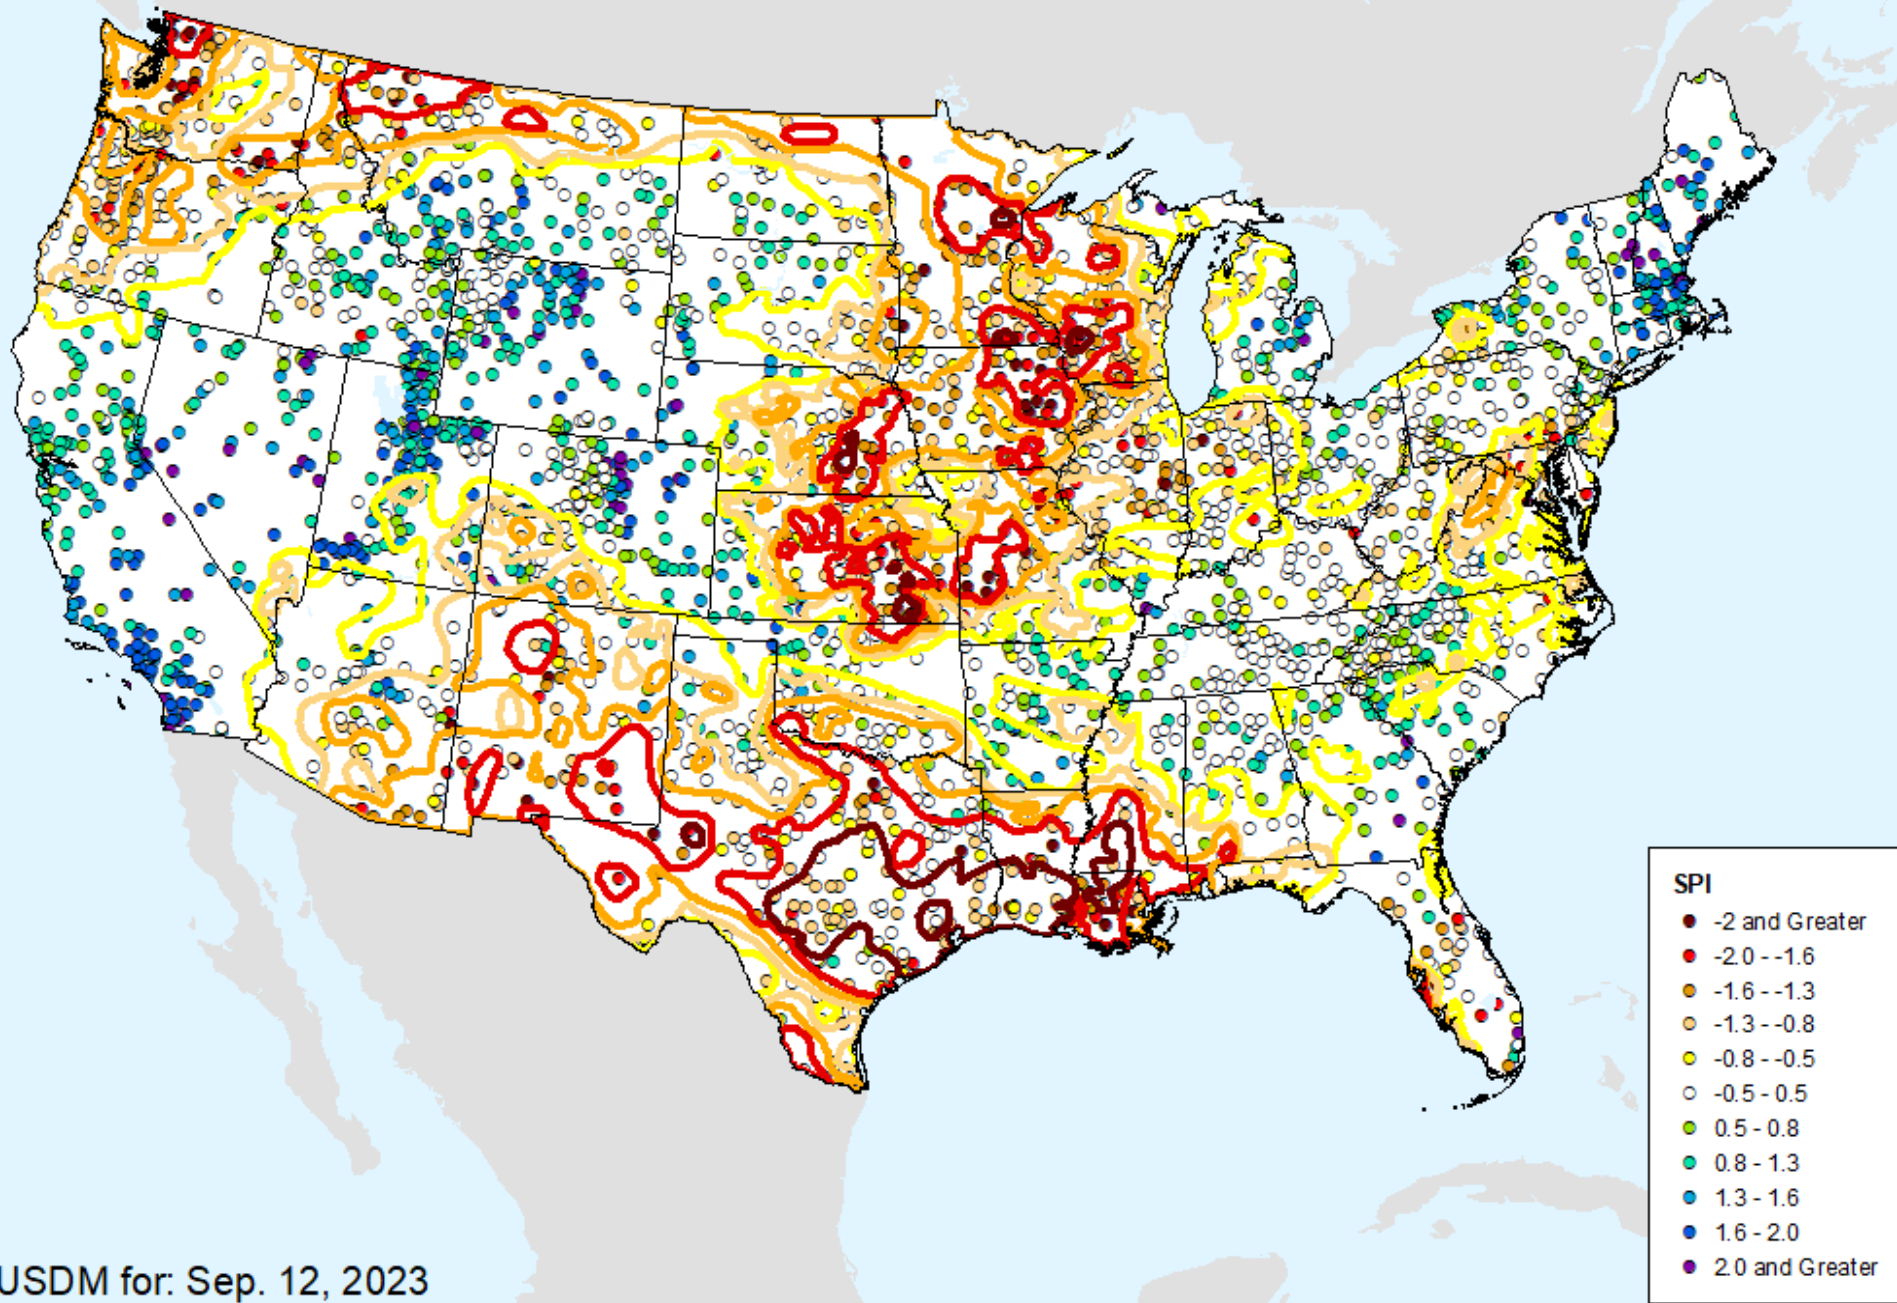 SPI
-2 and Greater
-2.0 - -1.6
-1.6 - -1.3
-1.3 - -0.8
-0.8 - -0.5
-0.5 - 0.5
0.5 - 0.8
0.8 - 1.3
1.3 - 1.6
1.6 - 2.0
2.0 and Greater
USDM for: Sep. 12, 2023